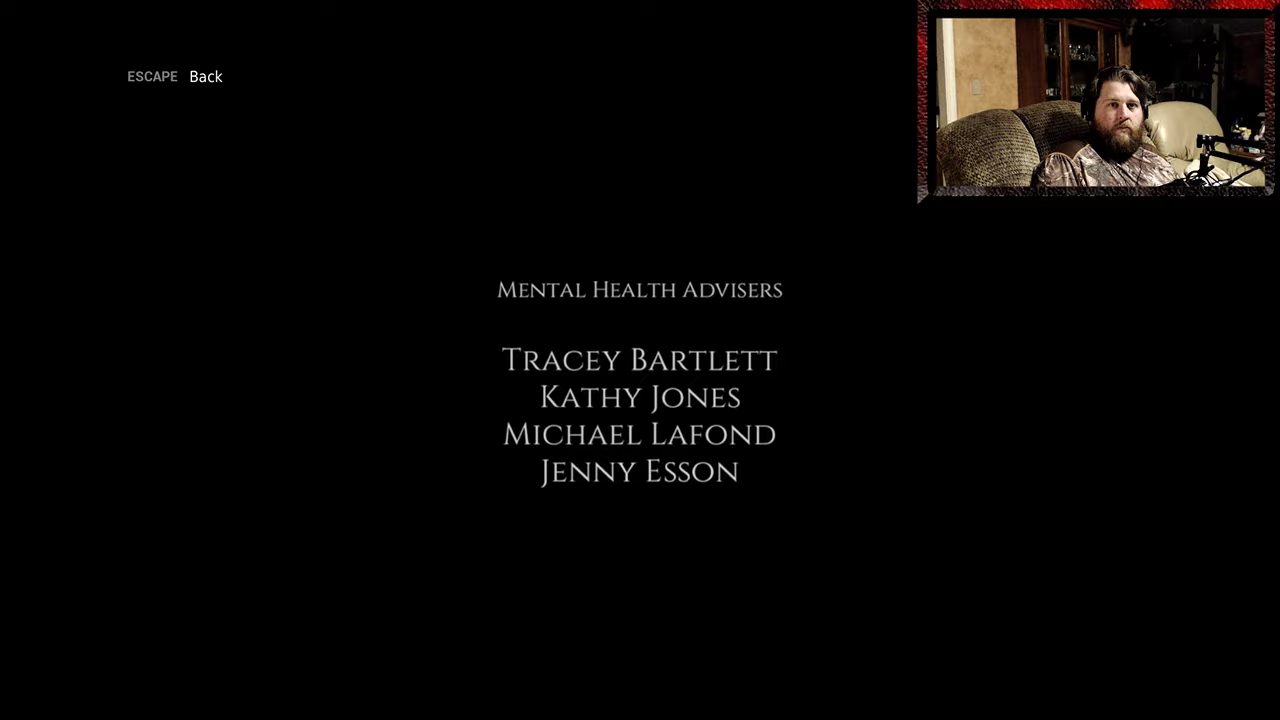 ESCAPE Back
Mental Health Advisers
Tracey Bartlett
Kathy Jones
Michael Lafond
Jenny Esson